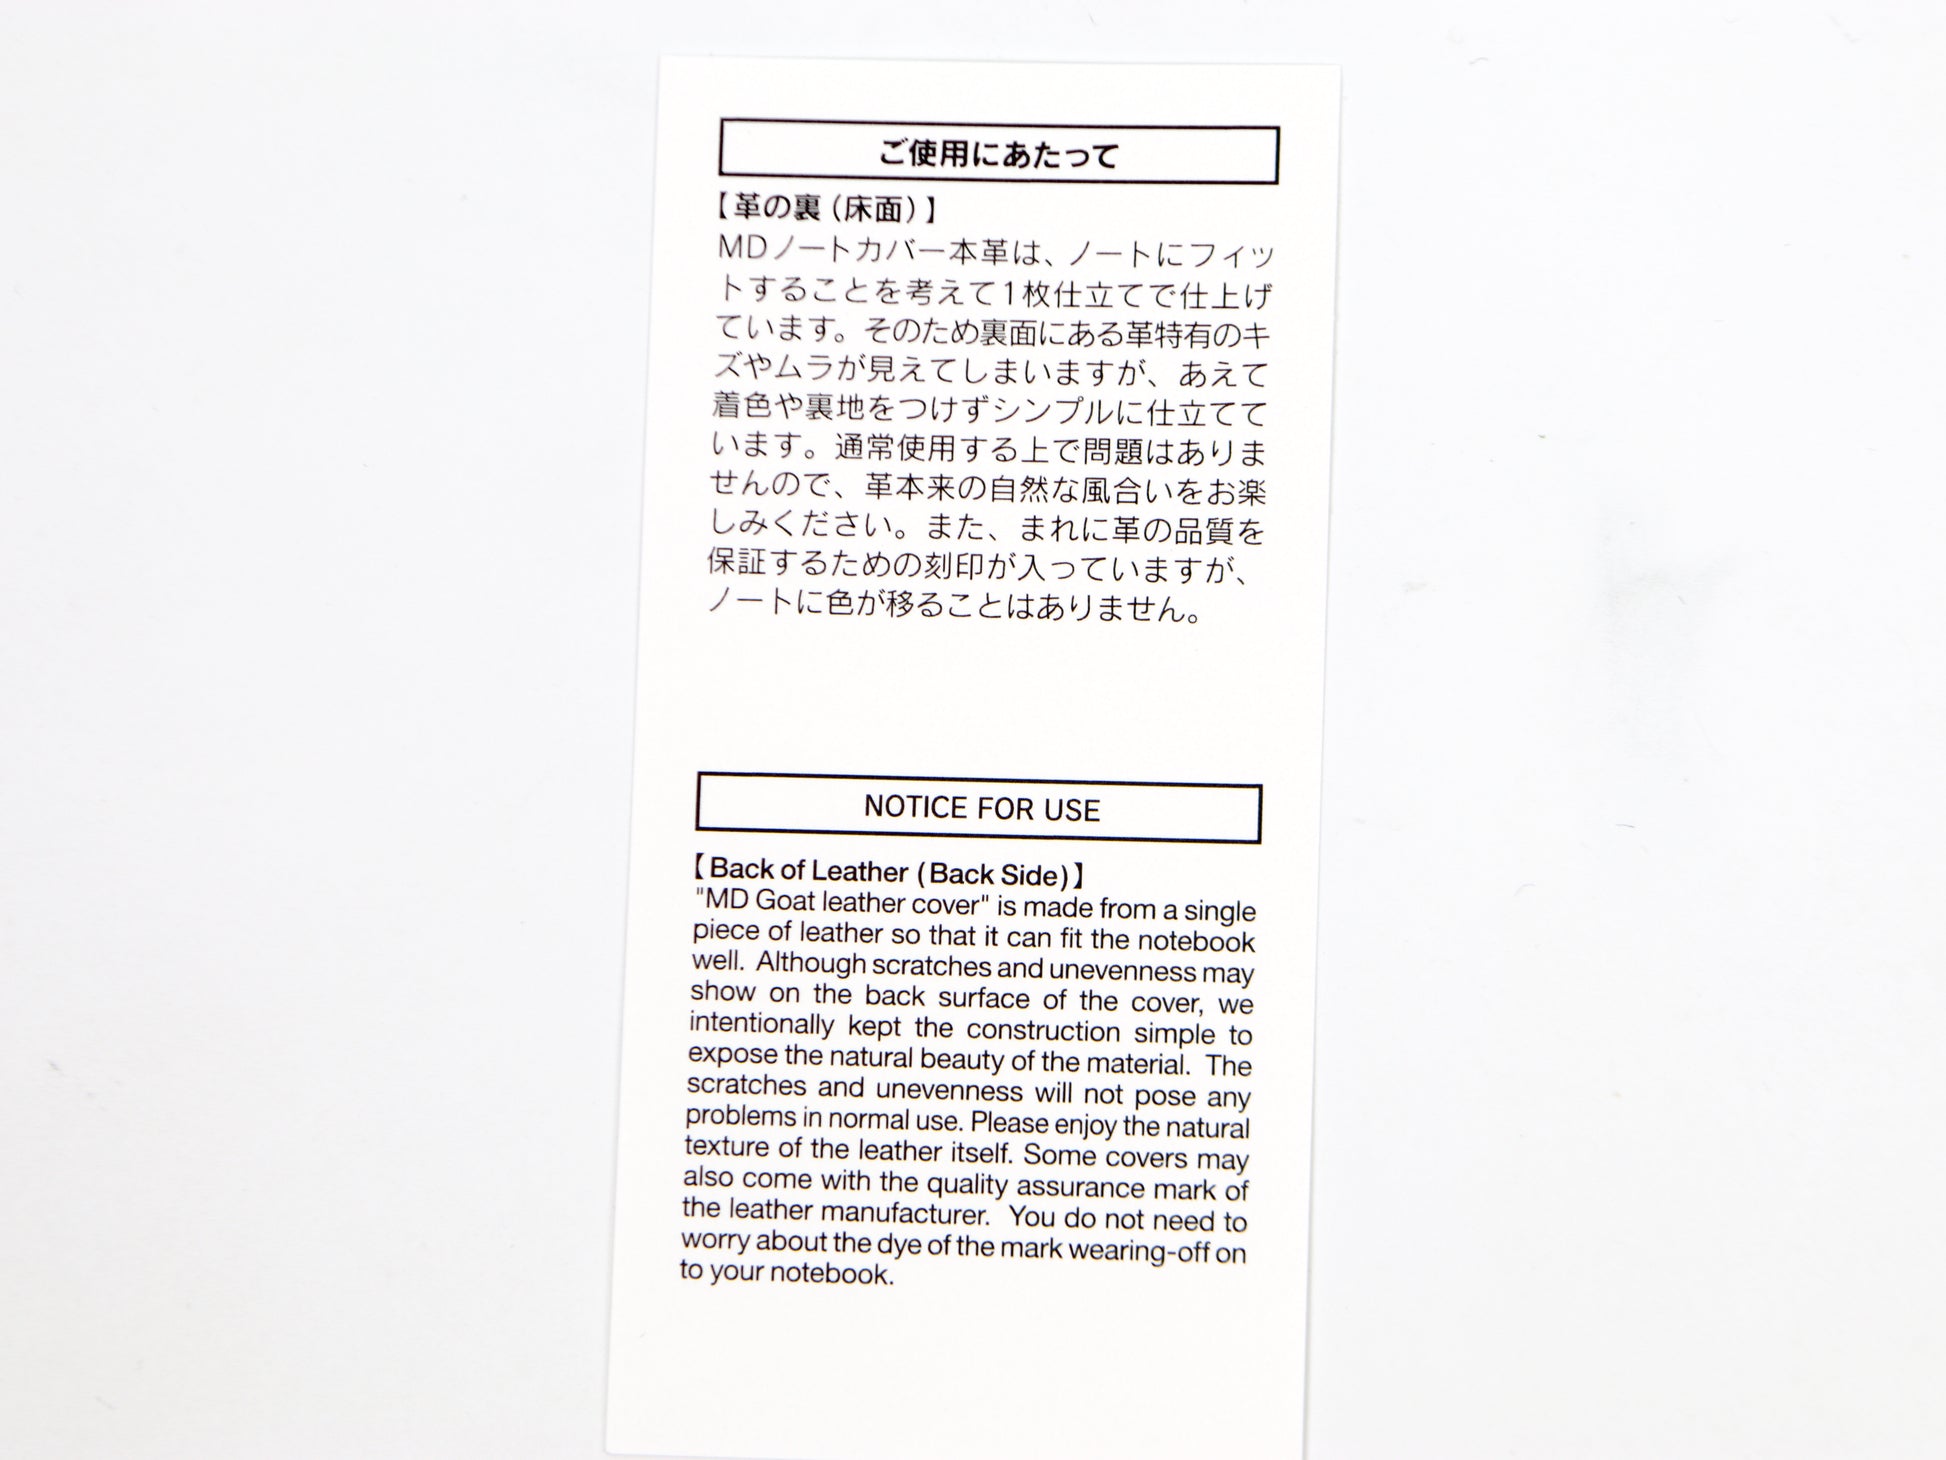 ご使用にあたって
【革の裏（床面）】
MDノートカバー本革は、ノートにフィッ
トすることを考えて1枚仕立てで仕上げ
ています。そのため裏面にある革特有のキ
ズやムラが見えてしまいますが、あえて
着色や裏地をつけずシンプルに仕立てて
います。通常使用する上で問題はありま
せんので、革本来の自然な風合いをお楽
しみください。また、まれに革の品質を
保証するための刻印が入っていますが、
ノートに色が移ることはありません。
NOTICE FOR USE
【Back of Leather (Back Side)】
"MD Goat leather cover" is made from a single
piece of leather so that it can fit the notebook
well. Although scratches and unevenness may
show on the back surface of the cover, we
intentionally kept the construction simple to
expose the natural beauty of the material. The
scratches and unevenness will not pose any
problems in normal use. Please enjoy the natural
texture of the leather itself. Some covers may
also come with the quality assurance mark of
the leather manufacturer. You do not need to
worry about the dye of the mark wearing-off on
to your notebook.